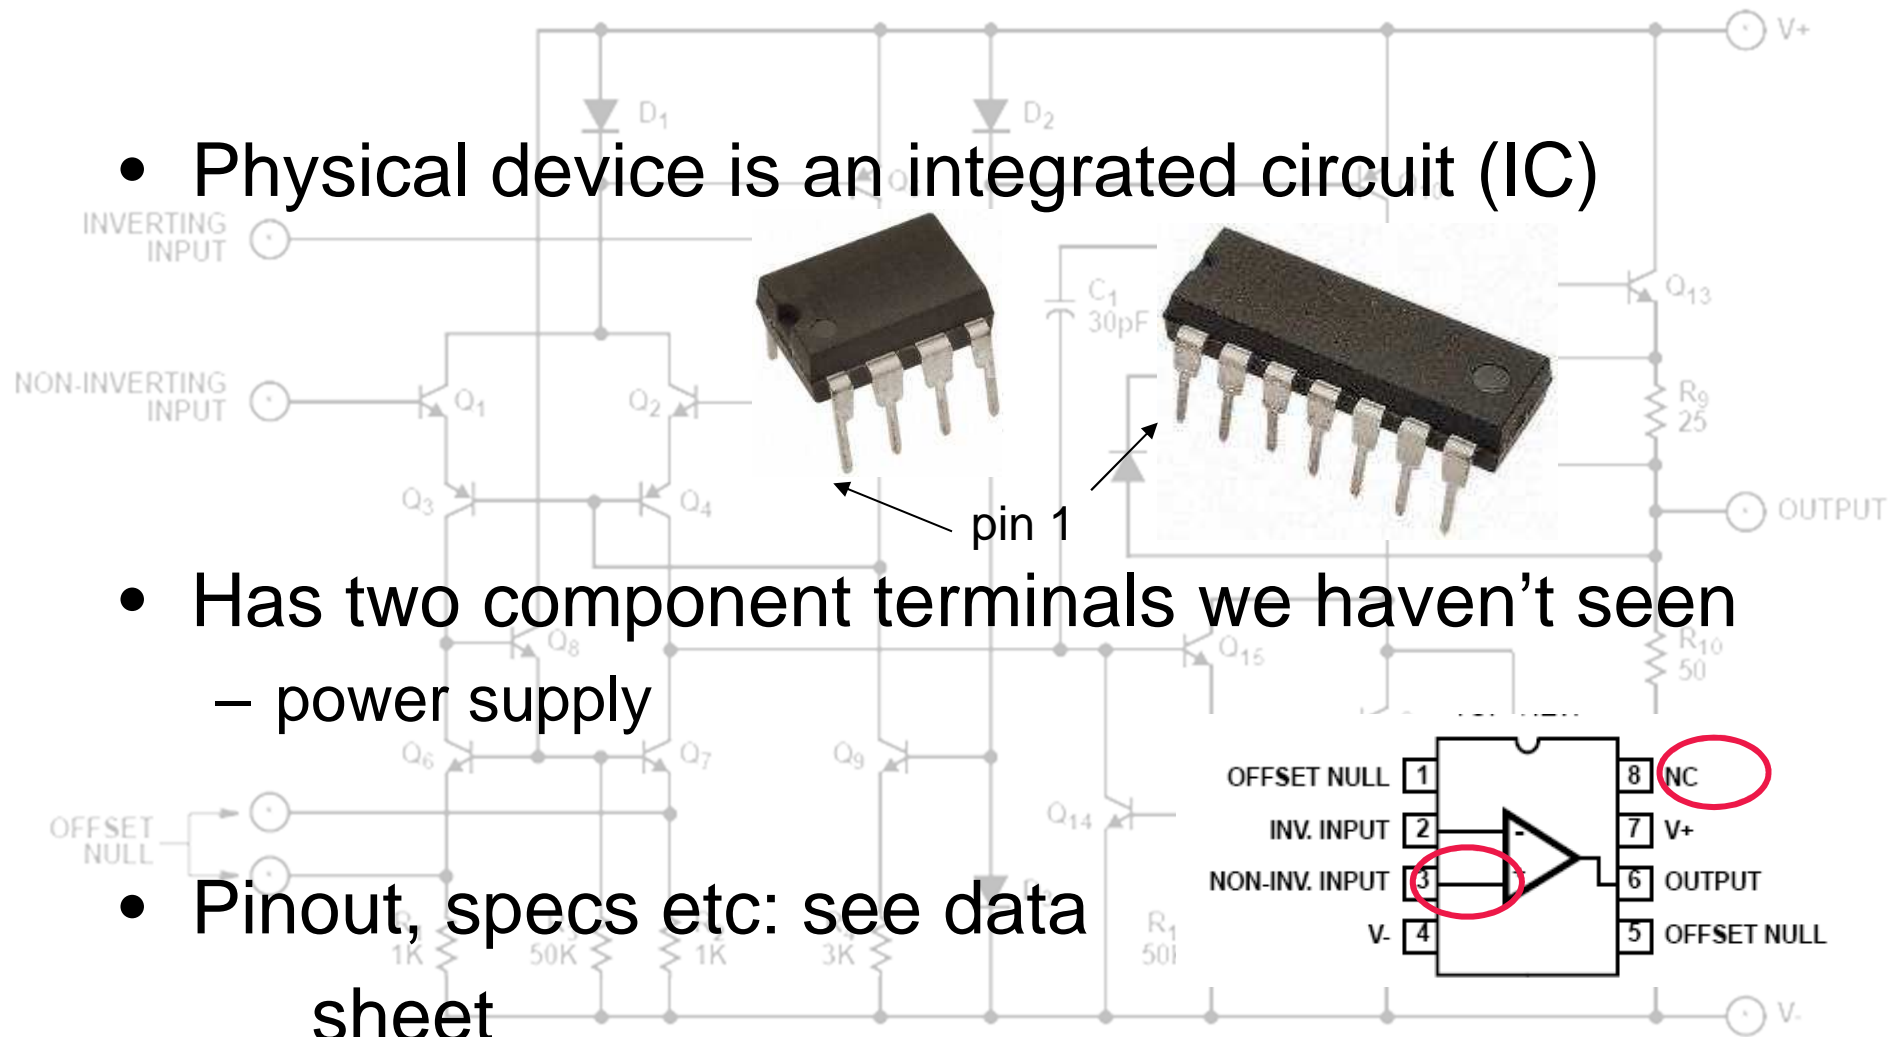 V+
D1
D2
• Physical device is an integrated circuit (IC)
INVERTING
INPUT
C1
30pF
Q13
NON-INVERTING
INPUT
Q1
Q2
R9
25
Q3
Q4
pin 1
OUTPUT
• Has two component terminals we haven’t seen
Q8
Q15
R10
50
– power supply
Q6
Q7
Q9
OFFSET NULL 1
8 NC
Q14
INV. INPUT 2
-
7 V+
OFFSET
NULL
NON-INV. INPUT 3
+
6 OUTPUT
• Pinout, specs etc: see data
V- 4
5 OFFSET NULL
1K
50K
1K
3K
sheet
V-